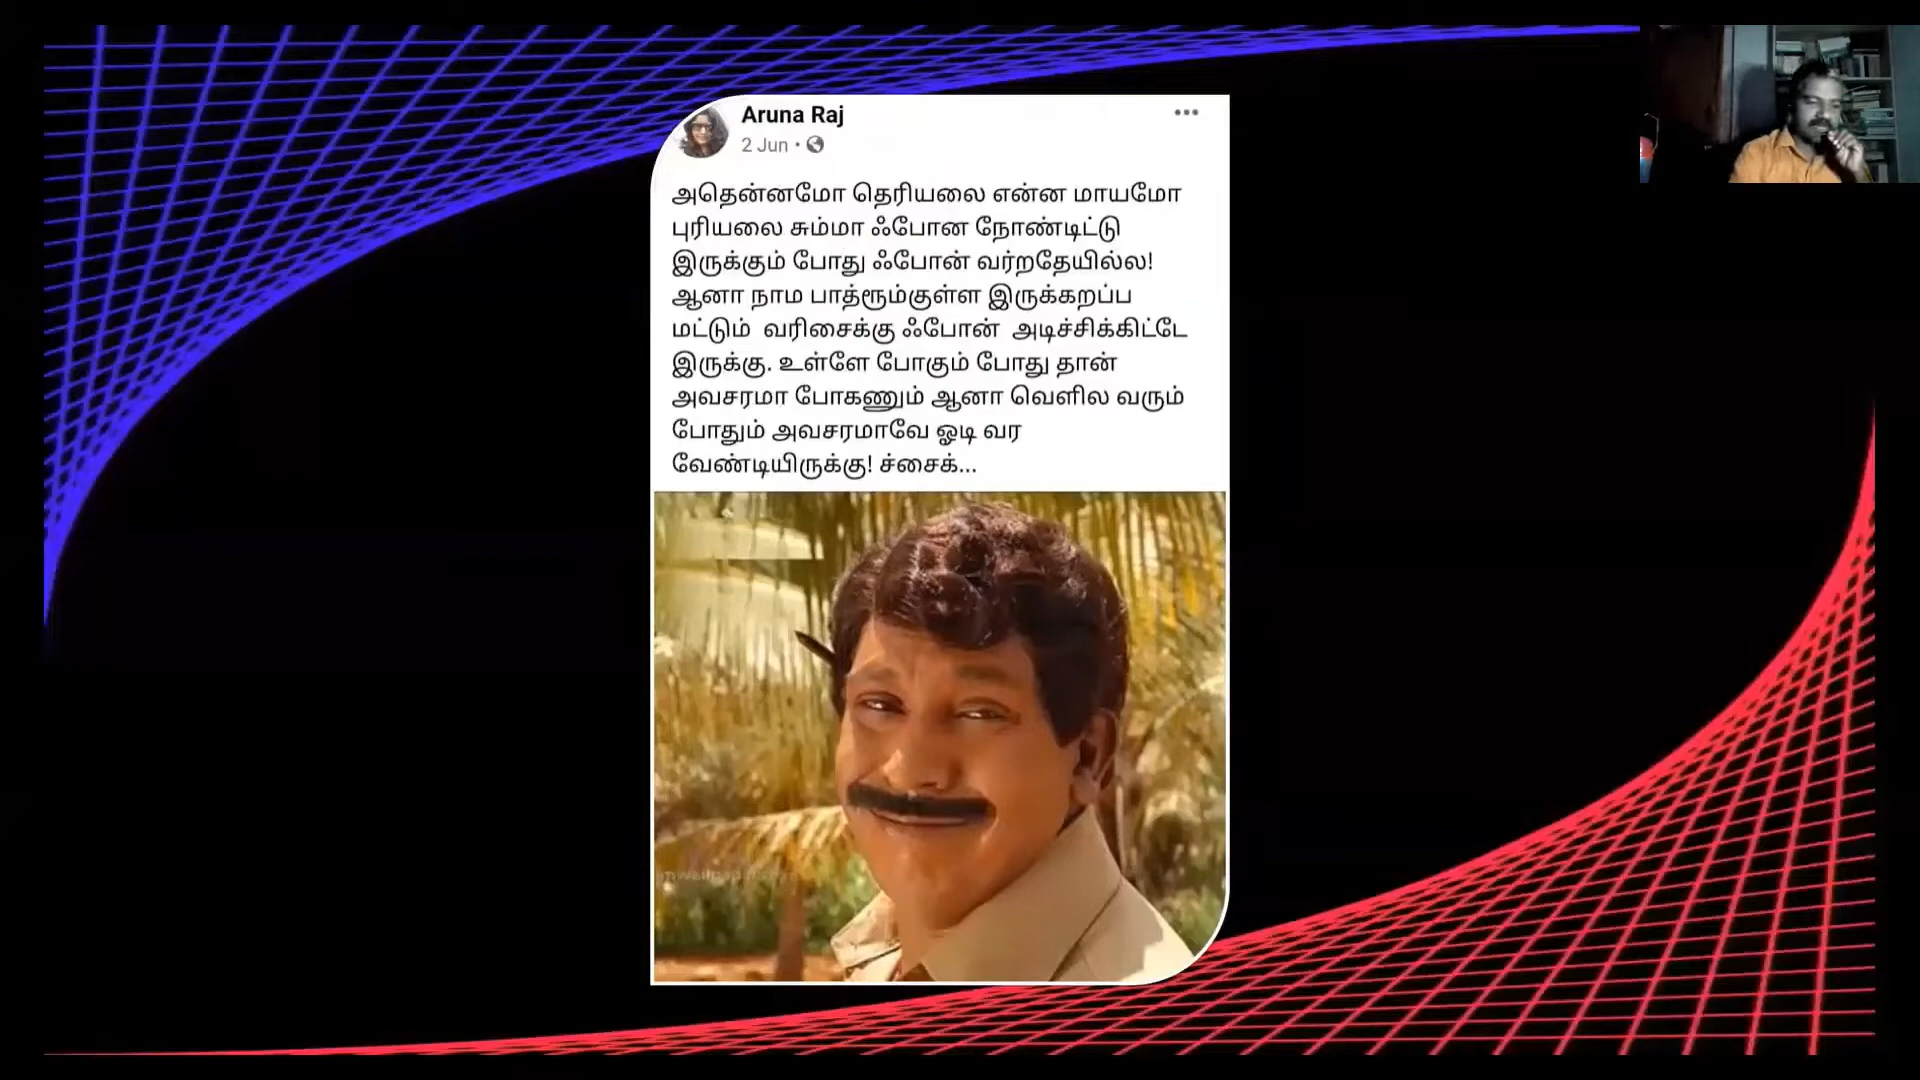 Aruna Raj
2 Jun •
அதென்னமோ தெரியலை என்ன மாயமோ
புரியலை சும்மா ஃபோன நோண்டிட்டு
இருக்கும் போது ஃபோன் வர்றதேயில்ல!
ஆனா நாம பாத்ரூம்குள்ள இருக்கறப்ப
மட்டும் வரிசைக்கு ஃபோன் அடிச்சிக்கிட்டே
இருக்கு. உள்ளே போகும் போது தான்
அவசரமா போகணும் ஆனா வெளில வரும்
போதும் அவசரமாவே ஓடி வர
வேண்டியிருக்கு! ச்சைக்...